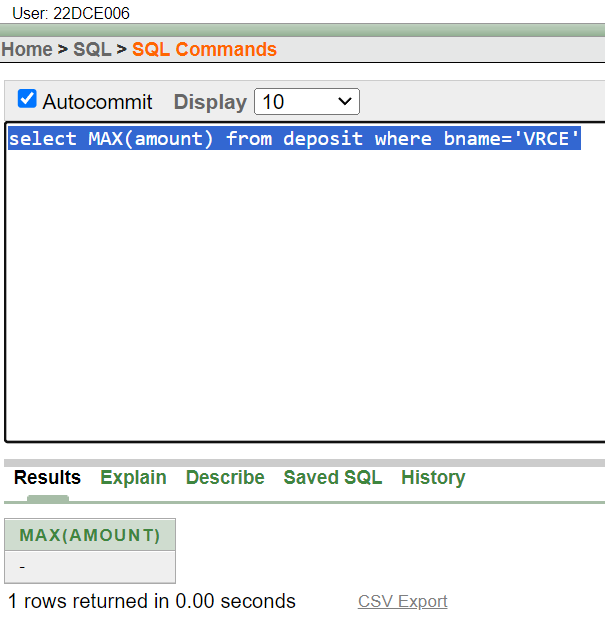 User: 22DCE006
Home > SQL > SQL Commands
Autocommit Display 10
select MAX(amount) from deposit where bname='VRCE'
Results Explain Describe Saved SQL History
MAX(AMOUNT)
-
1 rows returned in 0.00 seconds CSV Export